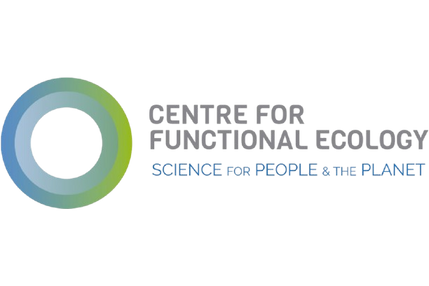 CENTRE FOR
FUNCTIONAL ECOLOGY
SCIENCE FOR PEOPLE & THE PLANET